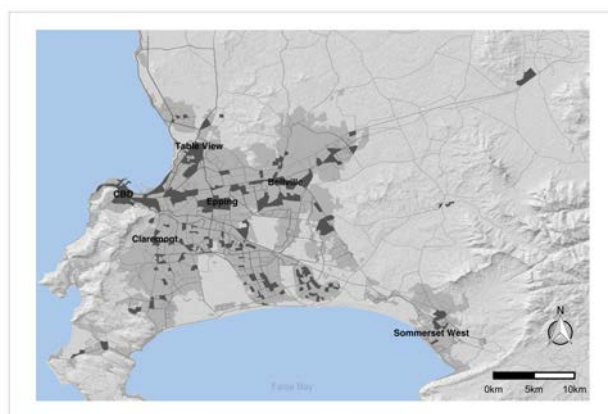 Table View
Bellville
CBD
Epping
Claremont
Sommerset West
N
0km 5km 10km
False Bay